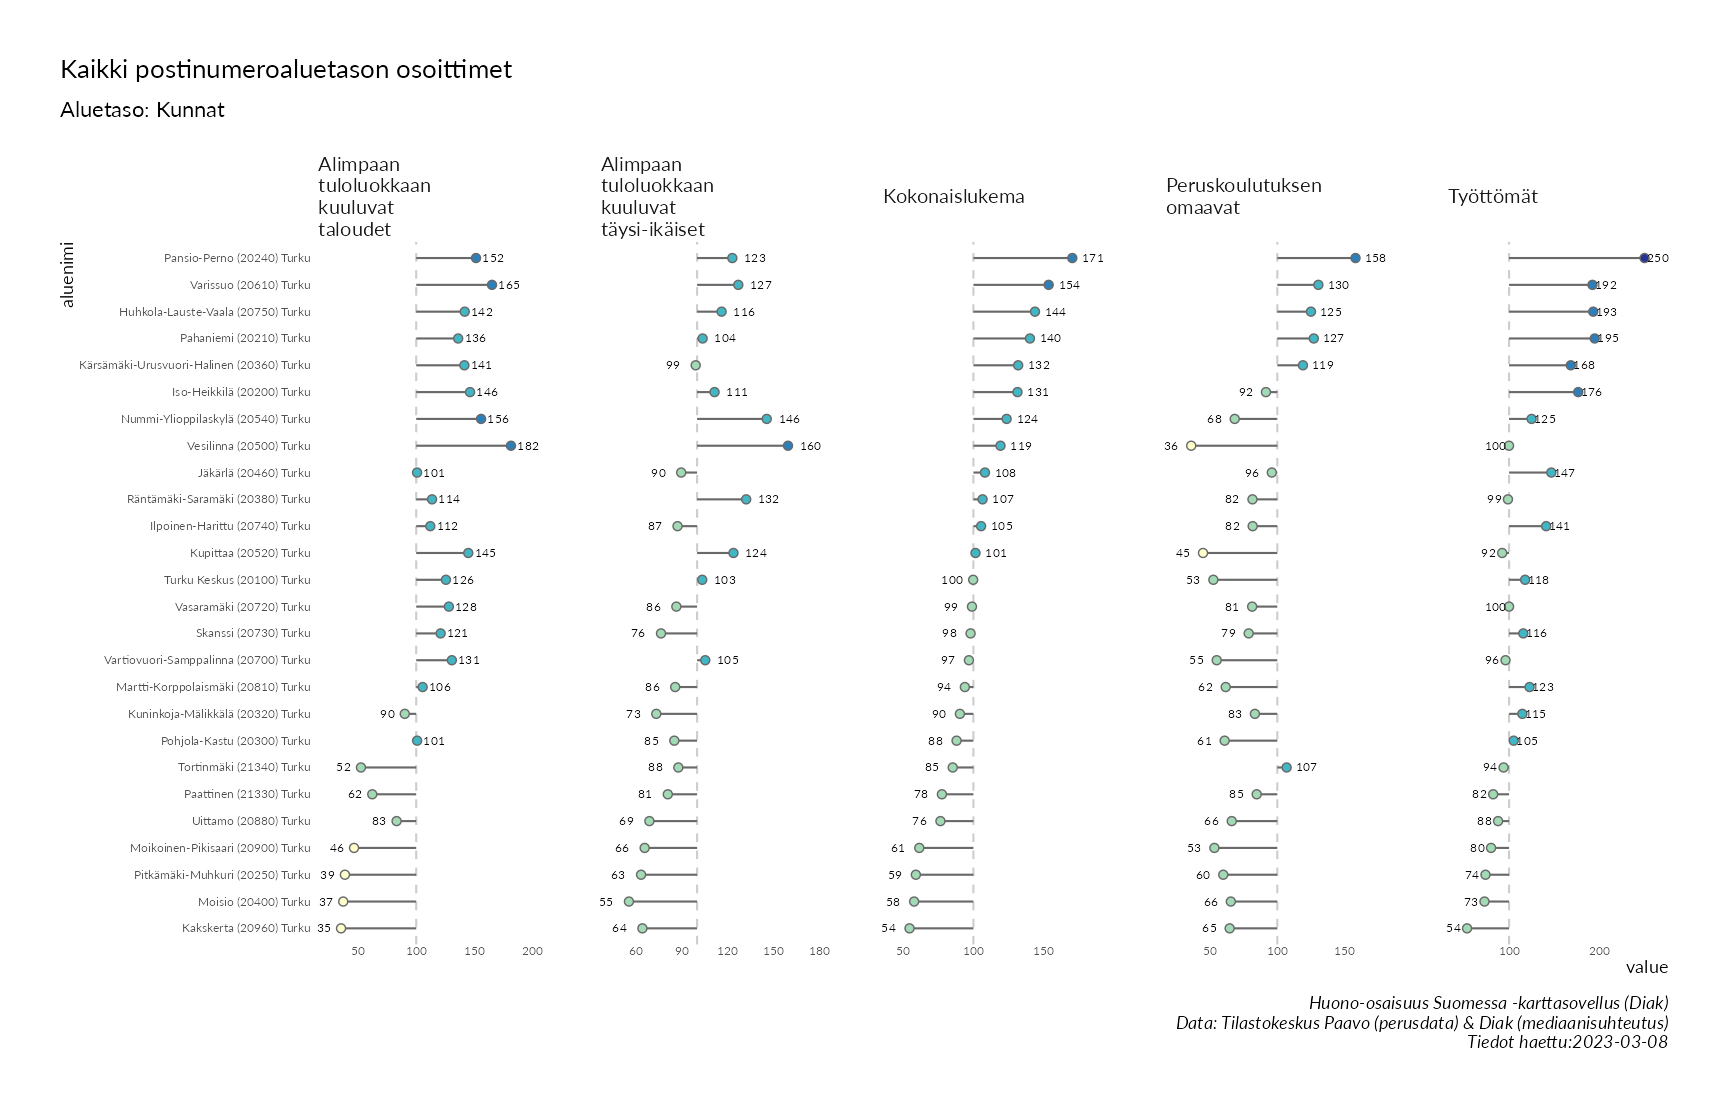 Kaikki postinumeroaluetason osoittimet
Aluetaso: Kunnat
Alimpaan
tuloluokkaan
kuuluvat
taloudet
Alimpaan
tuloluokkaan
kuuluvat
täysi-ikäiset
Kokonaislukema
Peruskoulutuksen
omaavat
Työttömät
aluenimi
Pansio-Perno (20240) Turku 152 123 171 158 250
Varissuo (20610) Turku 165 127 154 130 192
Huhkola-Lauste-Vaala (20750) Turku 142 116 144 125 193
Pahaniemi (20210) Turku 136 104 140 127 195
Kärsämäki-Urusvuori-Halinen (20360) Turku 141 99 132 119 168
Iso-Heikkilä (20200) Turku 146 111 131 92 176
Nummi-Ylioppilaskylä (20540) Turku 156 146 124 68 125
Vesilinna (20500) Turku 182 160 119 36 100
Jäkärlä (20460) Turku 101 90 108 96 147
Räntämäki-Saramäki (20380) Turku 114 132 107 82 99
Ilpoinen-Harittu (20740) Turku 112 87 105 82 141
Kupittaa (20520) Turku 145 124 101 45 92
Turku Keskus (20100) Turku 126 103 100 53 118
Vasaramäki (20720) Turku 128 86 99 81 100
Skanssi (20730) Turku 121 76 98 79 116
Vartiovuori-Samppalinna (20700) Turku 131 105 97 55 96
Martti-Korppolaismäki (20810) Turku 106 86 94 62 123
Kuninkoja-Mälikkälä (20320) Turku 90 73 90 83 115
Pohjola-Kastu (20300) Turku 101 85 88 61 105
Tortinmäki (21340) Turku 52 88 85 107 94
Paattinen (21330) Turku 62 81 78 85 82
Uittamo (20880) Turku 83 69 76 66 88
Moikoinen-Pikisaari (20900) Turku 46 66 61 53 80
Pitkämäki-Muhkuri (20250) Turku 39 63 59 60 74
Moisio (20400) Turku 37 55 58 66 73
Kakskerta (20960) Turku 35 64 54 65 54
50 100 150 200 60 90 120 150 180 50 100 150 50 100 150 100 200
value
Huono-osaisuus Suomessa -karttasovellus (Diak)
Data: Tilastokeskus Paavo (perusdata) & Diak (mediaanisuhteutus)
Tiedot haettu:2023-03-08